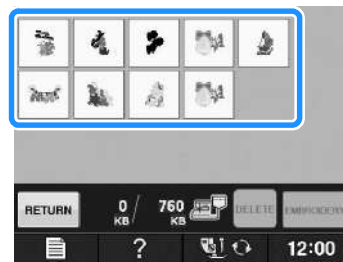 RETURN
0 KB / 760 KB
DELETE
EMBROIDERY
?
12:00